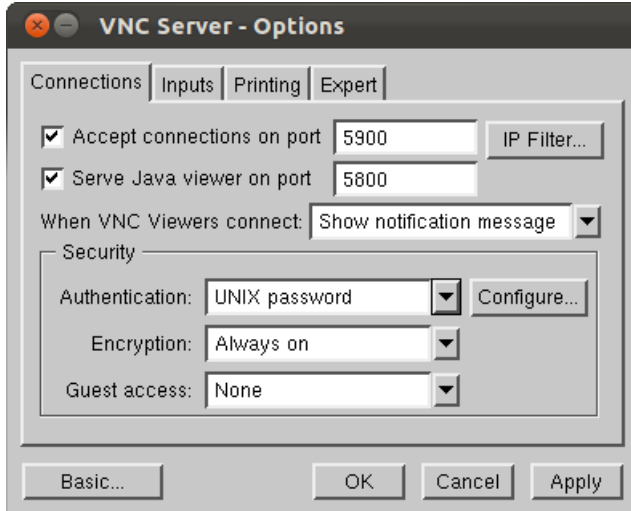 VNC Server - Options
Connections Inputs Printing Expert
Accept connections on port 5900 IP Filter...
Serve Java viewer on port 5800
When VNC Viewers connect: Show notification message
Security
Authentication: UNIX password Configure...
Encryption: Always on
Guest access: None
Basic... OK Cancel Apply